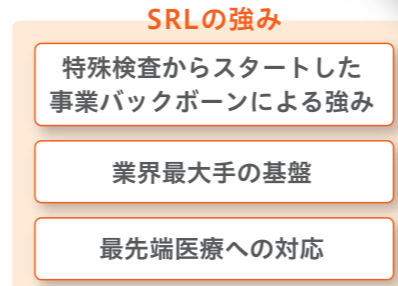 SRLの強み
特殊検査からスタートした
事業バックボーンによる強み
業界最大手の基盤
最先端医療への対応